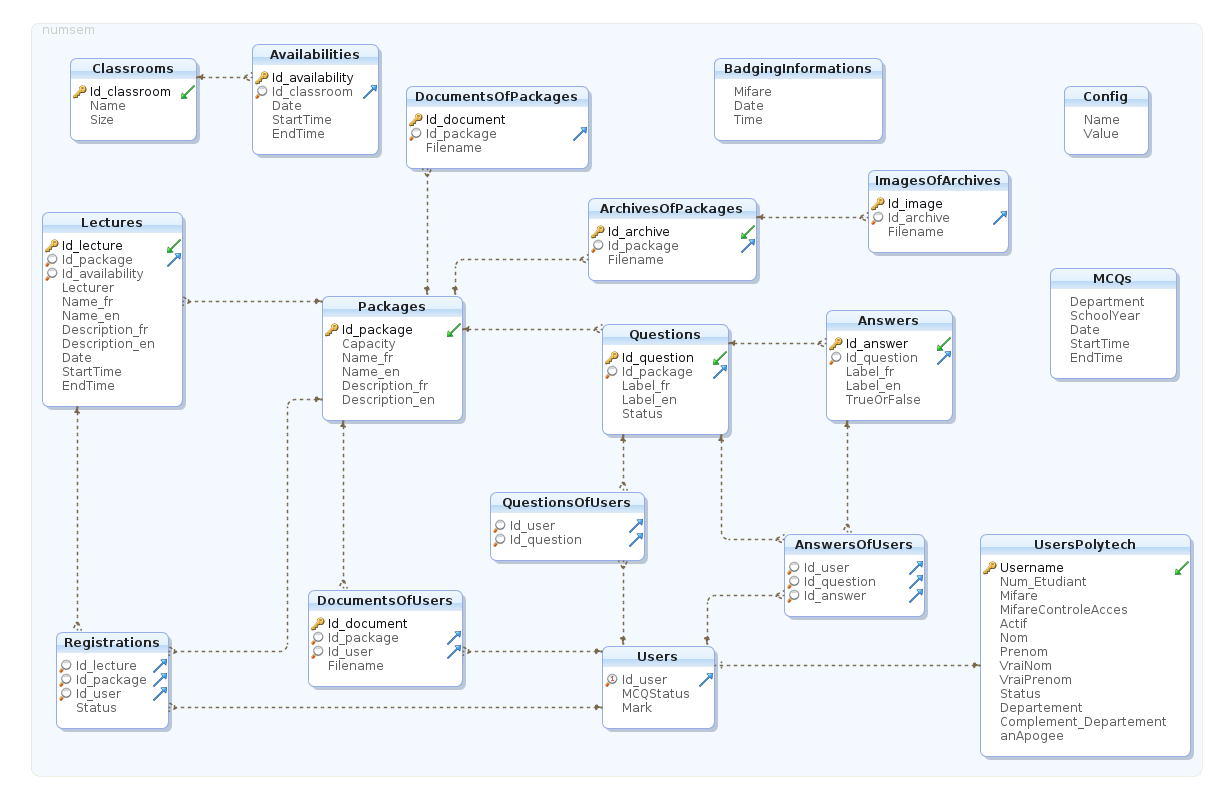 numsem
Classrooms
Id_classroom
Name
Size
Availabilities
Id_availability
Id_classroom
Date
StartTime
EndTime
DocumentsOfPackages
Id_document
Id_package
Filename
BadgingInformations
Mifare
Date
Time
Config
Name
Value
ImagesOfArchives
Id_image
Id_archive
Filename
ArchivesOfPackages
Id_archive
Id_package
Filename
Lectures
Id_lecture
Id_package
Id_availability
Lecturer
Name_fr
Name_en
Description_fr
Description_en
Date
StartTime
EndTime
MCQs
Department
SchoolYear
Date
StartTime
EndTime
Packages
Id_package
Capacity
Name_fr
Name_en
Description_fr
Description_en
Questions
Id_question
Id_package
Label_fr
Label_en
Status
Answers
Id_answer
Id_question
Label_fr
Label_en
TrueOrFalse
QuestionsOfUsers
Id_user
Id_question
AnswersOfUsers
Id_user
Id_question
Id_answer
UsersPolytech
Username
Num_Etudiant
Mifare
MifareControleAcces
Actif
Nom
Prenom
VraiNom
VraiPrenom
Status
Departement
Complement_Departement
anApogee
DocumentsOfUsers
Id_document
Id_package
Id_user
Filename
Registrations
Id_lecture
Id_package
Id_user
Status
Users
Id_user
MCQStatus
Mark